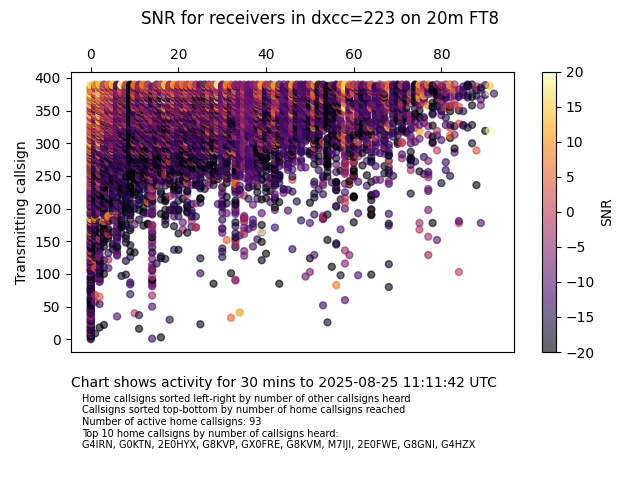 SNR for receivers in dxcc=223 on 20m FT8
0 20 40 60 80
400
350
300
250
200
150
100
50
0
Transmitting callsign
20
15
10
5
0
−5
−10
−15
−20
SNR
Chart shows activity for 30 mins to 2025-08-25 11:11:42 UTC
Home callsigns sorted left-right by number of other callsigns heard
Callsigns sorted top-bottom by number of home callsigns reached
Number of active home callsigns: 93
Top 10 home callsigns by number of callsigns heard:
G4IRN, G0KTN, 2E0HYX, G8KVP, GX0FRE, G8KVM, M7IJI, 2E0FWE, G8GNI, G4HZX